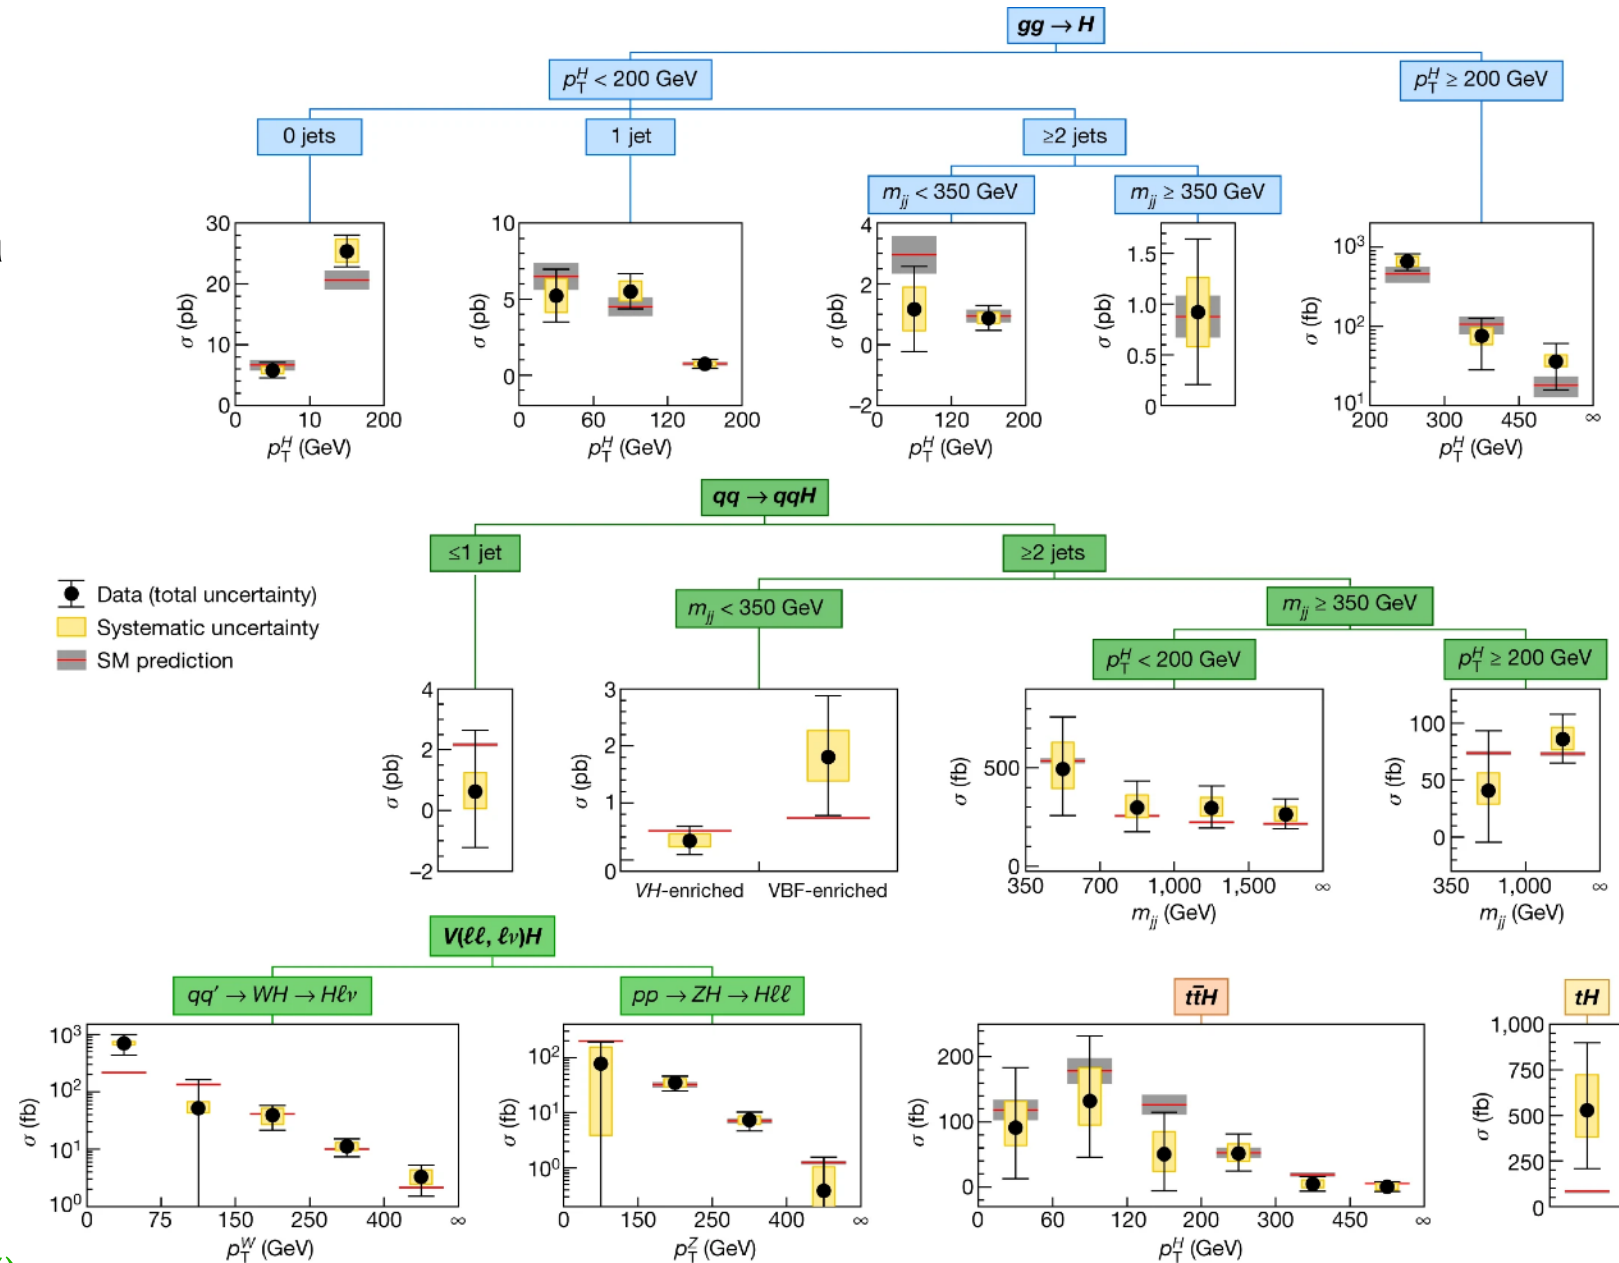 gg → H
p_T^H < 200 GeV
p_T^H ≥ 200 GeV
0 jets
1 jet
≥2 jets
m_jj < 350 GeV
m_jj ≥ 350 GeV
σ (pb)
30
20
10
0
0 10 200
p_T^H (GeV)
σ (pb)
10
5
0
0 60 120 200
p_T^H (GeV)
σ (pb)
4
2
0
−2
0 120 200
p_T^H (GeV)
σ (pb)
1.5
1.0
0.5
0
σ (fb)
10^3
10^2
10^1
200 300 450 ∞
p_T^H (GeV)
qq → qqH
≤1 jet
≥2 jets
m_jj < 350 GeV
m_jj ≥ 350 GeV
p_T^H < 200 GeV
p_T^H ≥ 200 GeV
Data (total uncertainty)
Systematic uncertainty
SM prediction
σ (pb)
4
2
0
−2
σ (pb)
3
2
1
0
VH-enriched VBF-enriched
σ (fb)
500
0
350 700 1,000 1,500 ∞
m_jj (GeV)
σ (fb)
100
50
0
350 1,000 ∞
m_jj (GeV)
V(ℓℓ, ℓν)H
qq′ → WH → Hℓν
pp → ZH → Hℓℓ
tt̄H
tH
σ (fb)
10^3
10^2
10^1
10^0
0 75 150 250 400 ∞
p_T^W (GeV)
σ (fb)
10^2
10^1
10^0
0 150 250 400 ∞
p_T^Z (GeV)
σ (fb)
200
100
0
0 60 120 200 300 450 ∞
p_T^H (GeV)
σ (fb)
1,000
750
500
250
0